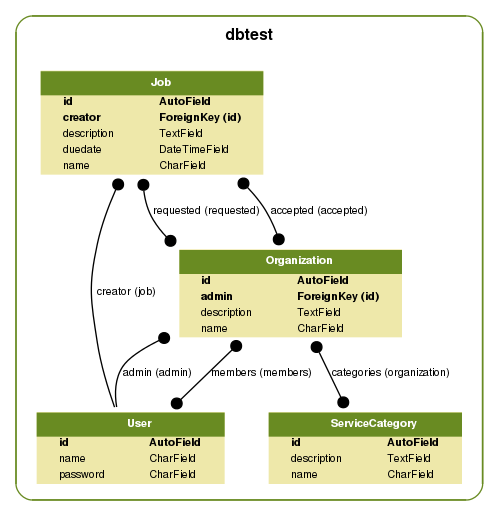 dbtest
Job
id AutoField
creator ForeignKey (id)
description TextField
duedate DateTimeField
name CharField
requested (requested) accepted (accepted)
Organization
id AutoField
admin ForeignKey (id)
description TextField
name CharField
creator (job)
admin (admin) members (members) categories (organization)
User
id AutoField
name CharField
password CharField
ServiceCategory
id AutoField
description TextField
name CharField